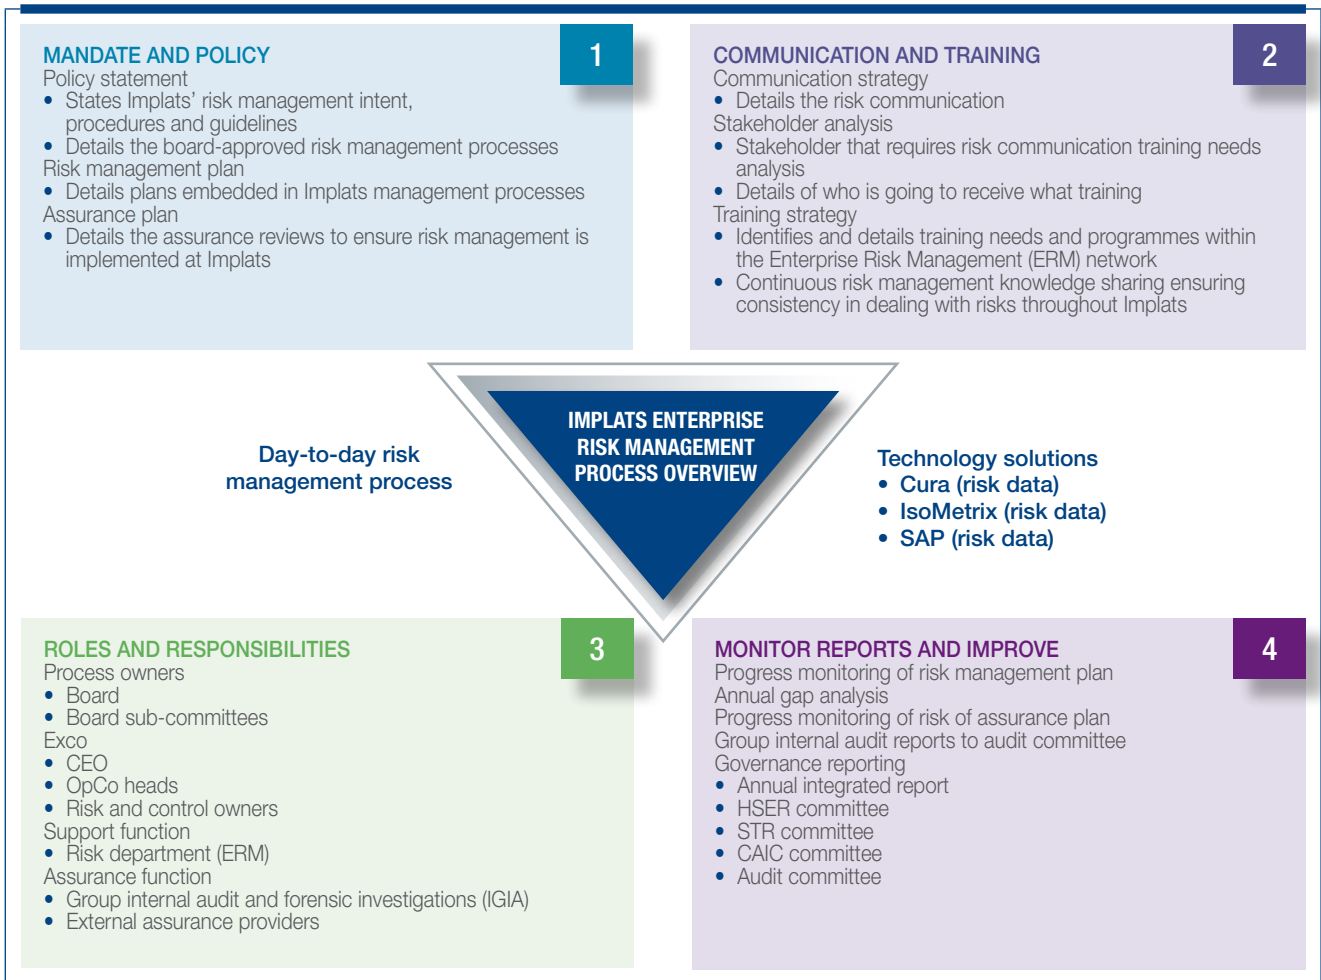 MANDATE AND POLICY
1
Policy statement
• States Implats’ risk management intent,
procedures and guidelines
• Details the board-approved risk management processes
Risk management plan
• Details plans embedded in Implats management processes
Assurance plan
• Details the assurance reviews to ensure risk management is
implemented at Implats
COMMUNICATION AND TRAINING
2
Communication strategy
• Details the risk communication
Stakeholder analysis
• Stakeholder that requires risk communication training needs
analysis
• Details of who is going to receive what training
Training strategy
• Identifies and details training needs and programmes within
the Enterprise Risk Management (ERM) network
• Continuous risk management knowledge sharing ensuring
consistency in dealing with risks throughout Implats
Day-to-day risk
management process
IMPLATS ENTERPRISE
RISK MANAGEMENT
PROCESS OVERVIEW
Technology solutions
• Cura (risk data)
• IsoMetrix (risk data)
• SAP (risk data)
ROLES AND RESPONSIBILITIES
3
Process owners
• Board
• Board sub-committees
Exco
• CEO
• OpCo heads
• Risk and control owners
Support function
• Risk department (ERM)
Assurance function
• Group internal audit and forensic investigations (IGIA)
• External assurance providers
MONITOR REPORTS AND IMPROVE
4
Progress monitoring of risk management plan
Annual gap analysis
Progress monitoring of risk of assurance plan
Group internal audit reports to audit committee
Governance reporting
• Annual integrated report
• HSER committee
• STR committee
• CAIC committee
• Audit committee